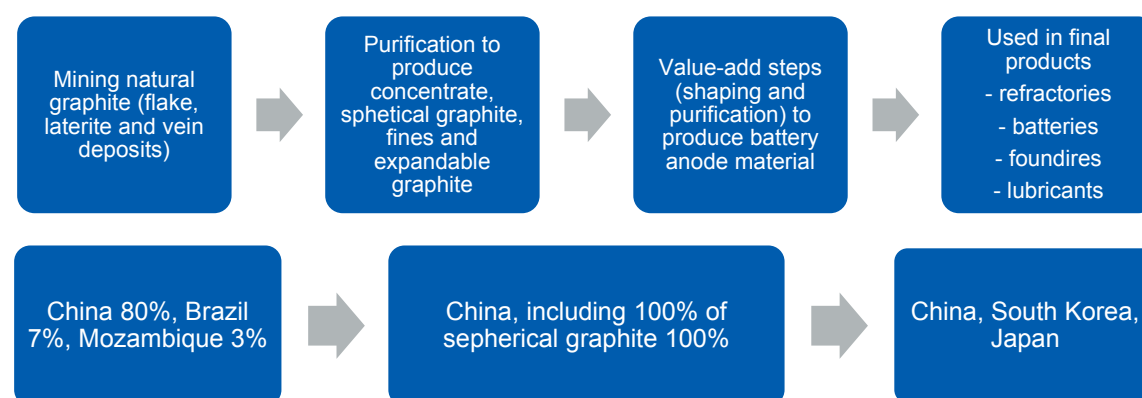 Mining natural
graphite (flake,
laterite and vein
deposits)
Purification to
produce
concentrate,
sphetical graphite,
fines and
expandable
graphite
Value-add steps
(shaping and
purification) to
produce battery
anode material
Used in final
products
- refractories
- batteries
- foundires
- lubricants
China 80%, Brazil
7%, Mozambique 3%
China, including 100% of
sepherical graphite 100%
China, South Korea,
Japan